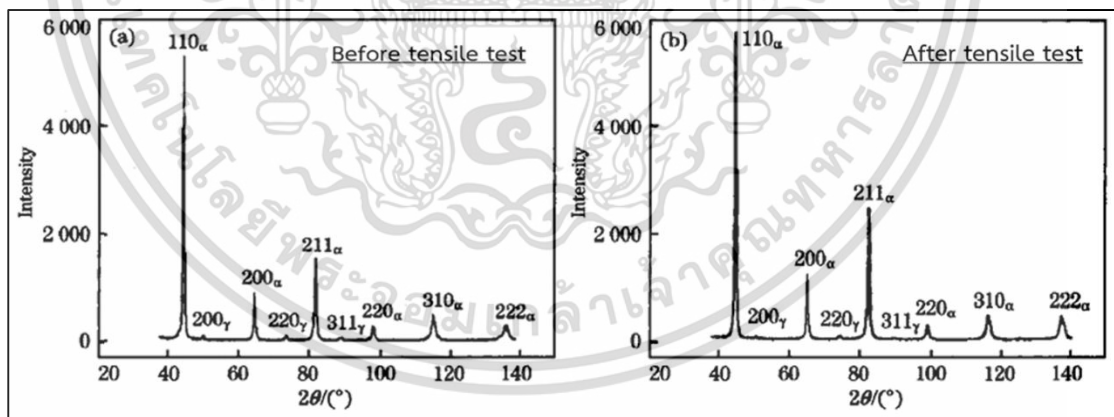 (a)
Before tensile test
6 000
4 000
2 000
0
Intensity
110α
200γ
200α
220γ
211α
311γ
220α
310α
222α
20 40 60 80 100 120 140
2θ/(°)
(b)
After tensile test
6 000
4 000
2 000
0
Intensity
110α
200γ
200α
220γ
211α
311γ
220α
310α
222α
20 40 60 80 100 120 140
2θ/(°)